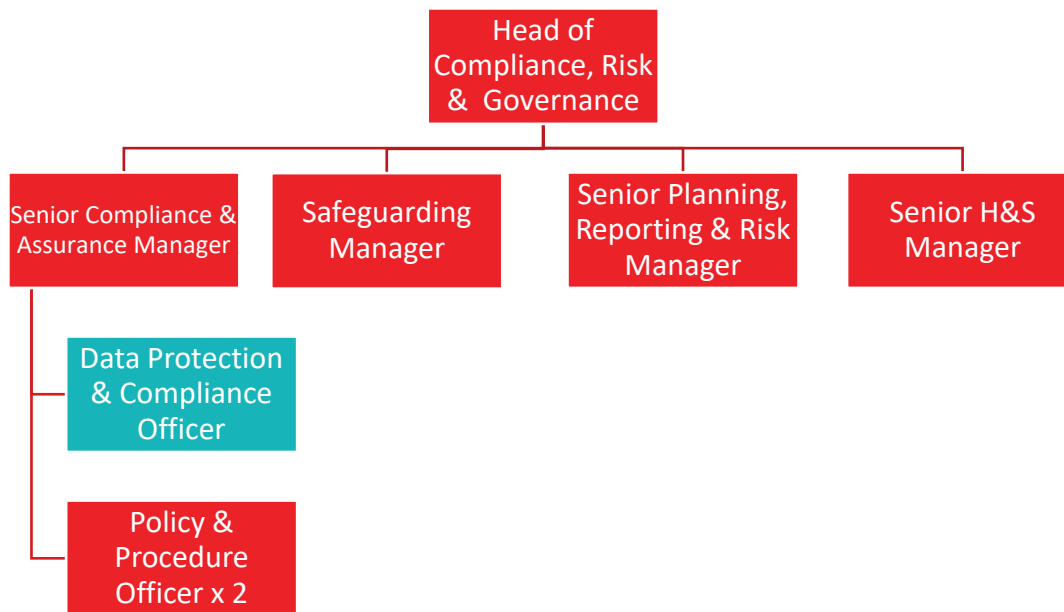 Head of
Compliance, Risk
& Governance
Senior Compliance &
Assurance Manager
Safeguarding
Manager
Senior Planning,
Reporting & Risk
Manager
Senior H&S
Manager
Data Protection
& Compliance
Officer
Policy &
Procedure
Officer x 2